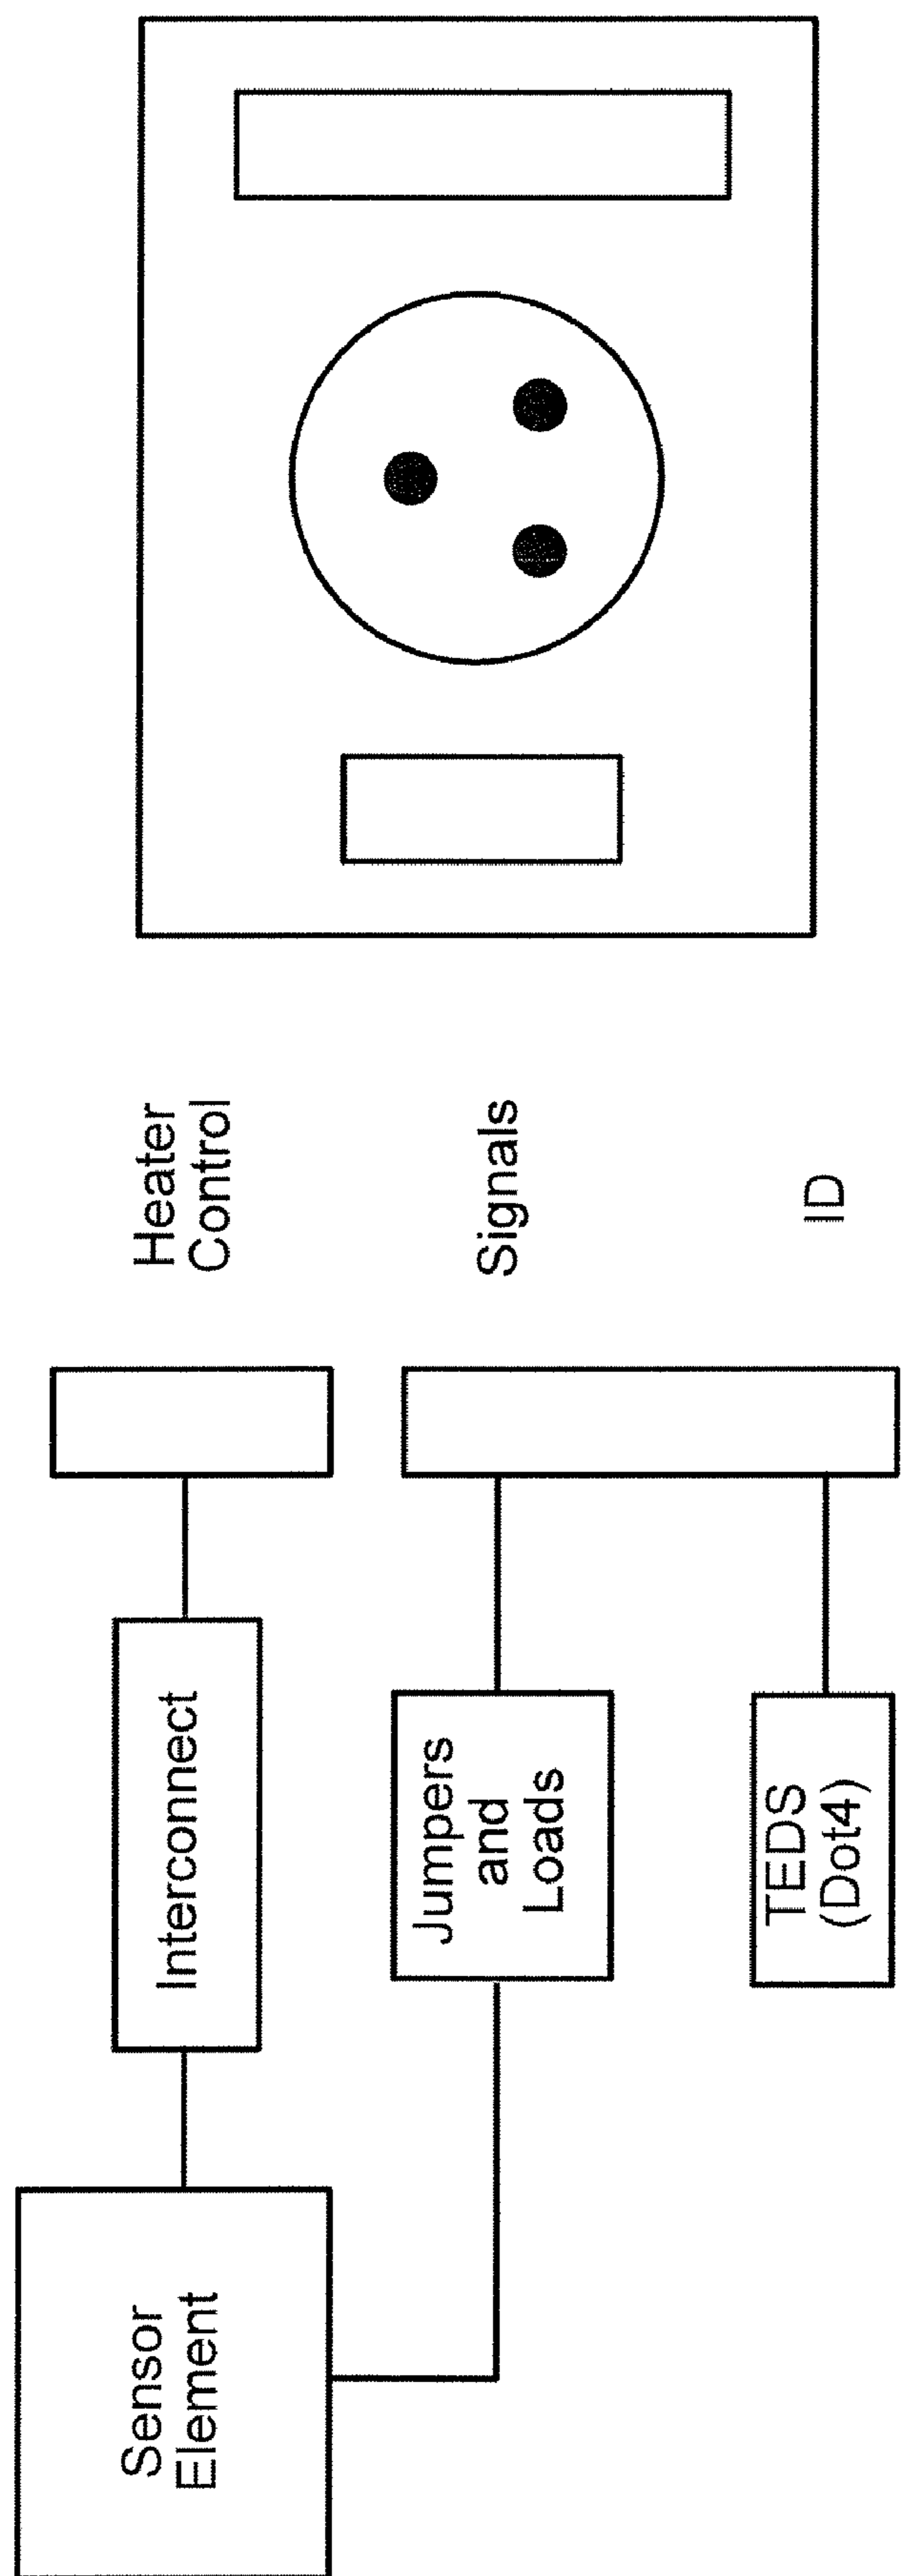 Sensor
Element
Interconnect
Heater
Control
Jumpers
and
Loads
Signals
TEDS
(Dot4)
ID